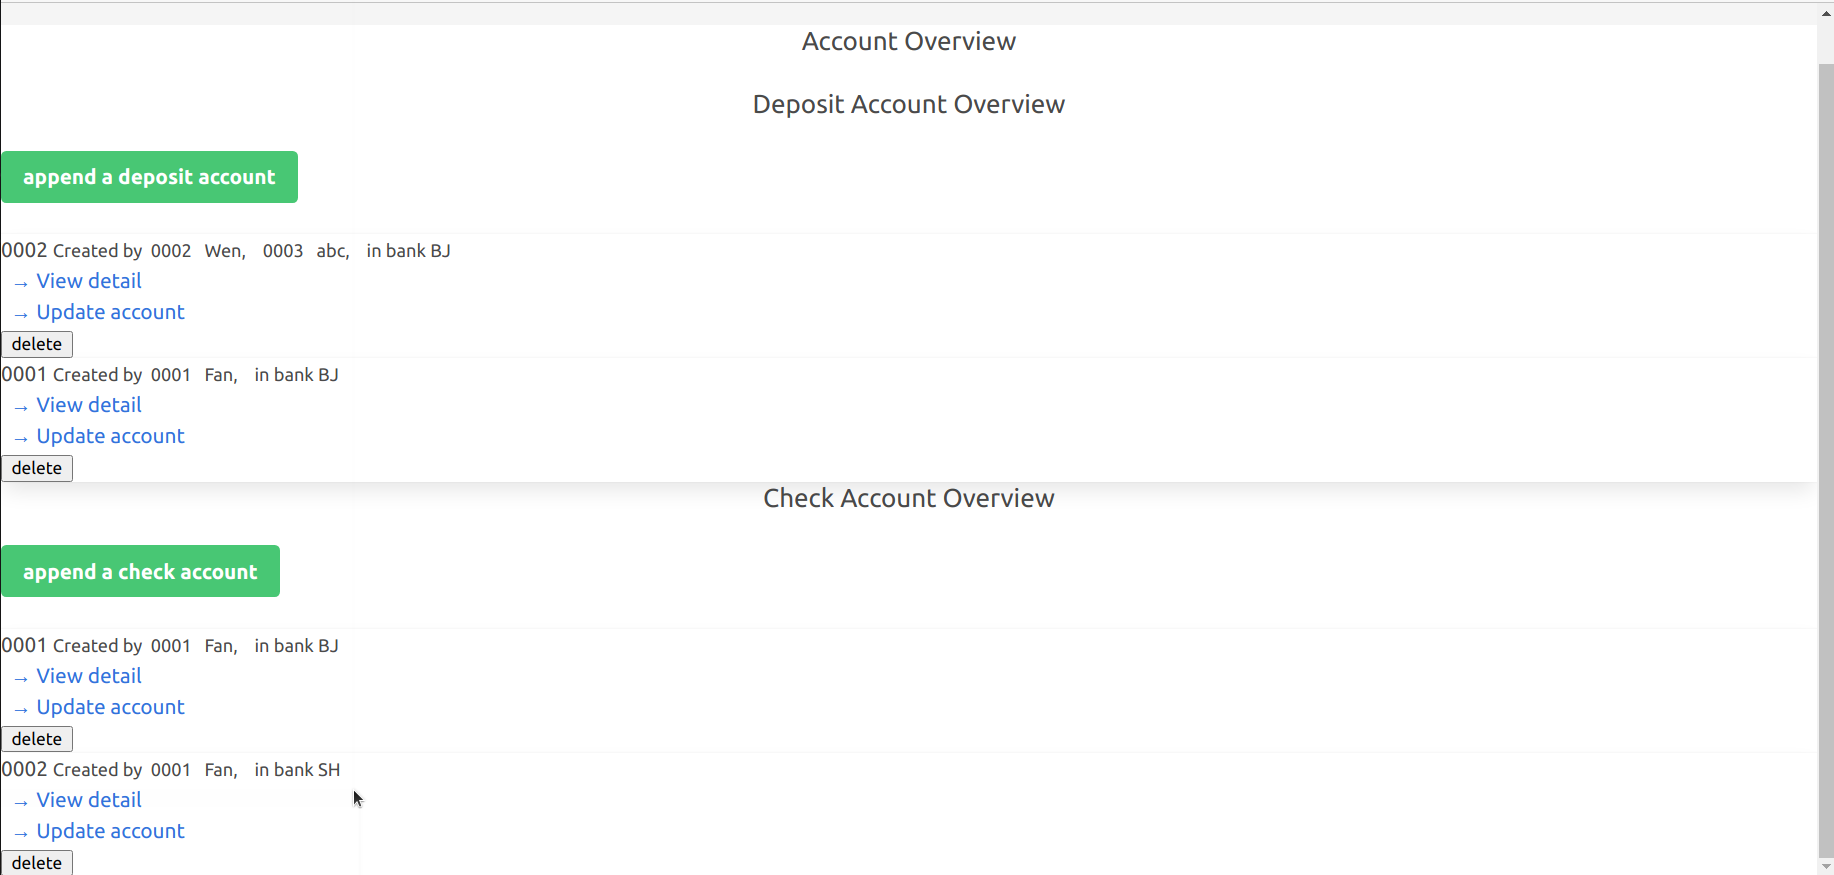 Account Overview
Deposit Account Overview
append a deposit account
0002 Created by 0002 Wen, 0003 abc, in bank BJ
→ View detail
→ Update account
delete
0001 Created by 0001 Fan, in bank BJ
→ View detail
→ Update account
delete
Check Account Overview
append a check account
0001 Created by 0001 Fan, in bank BJ
→ View detail
→ Update account
delete
0002 Created by 0001 Fan, in bank SH
→ View detail
→ Update account
delete